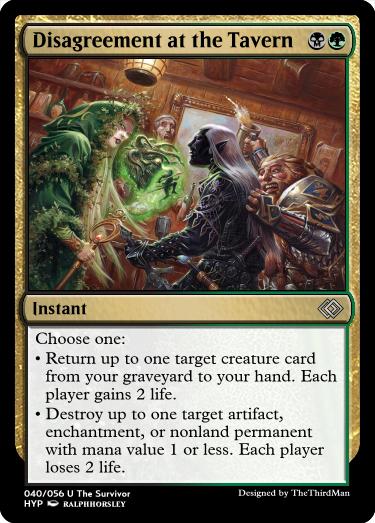 Disagreement at the Tavern
Instant
Choose one:
• Return up to one target creature card
from your graveyard to your hand. Each
player gains 2 life.
• Destroy up to one target artifact,
enchantment, or nonland permanent
with mana value 1 or less. Each player
loses 2 life.
040/056 U The Survivor
HYP RALPHHORSLEY
Designed by TheThirdMan